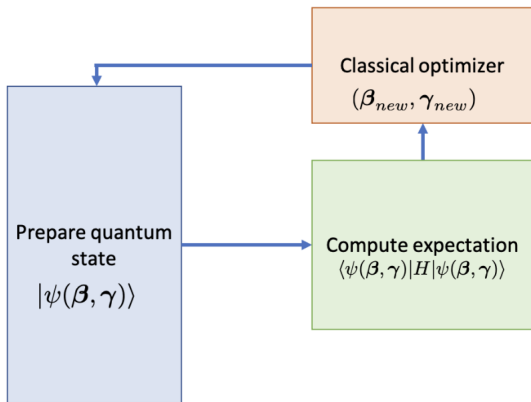 Classical optimizer
(𝜷_new, 𝜸_new)
Prepare quantum
state
|ψ(𝜷, 𝜸)⟩
Compute expectation
⟨ψ(𝜷, 𝜸)|H|ψ(𝜷, 𝜸)⟩